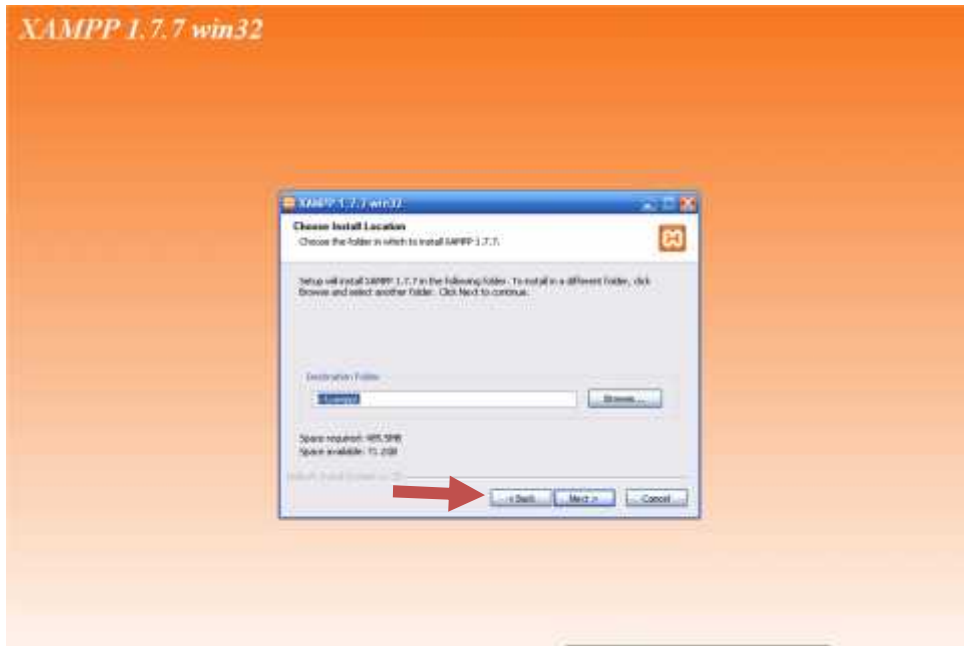 XAMPP 1.7.7 win32
XAMPP 1.7.7 win32
Choose Install Location
Choose the folder in which to install XAMPP 1.7.7.
Setup will install XAMPP 1.7.7 in the following folder. To install in a different folder, click
Browse and select another folder. Click Next to continue.
Destination Folder
Browse...
Space required:
Space available: 71.2GB
< Back Next > Cancel